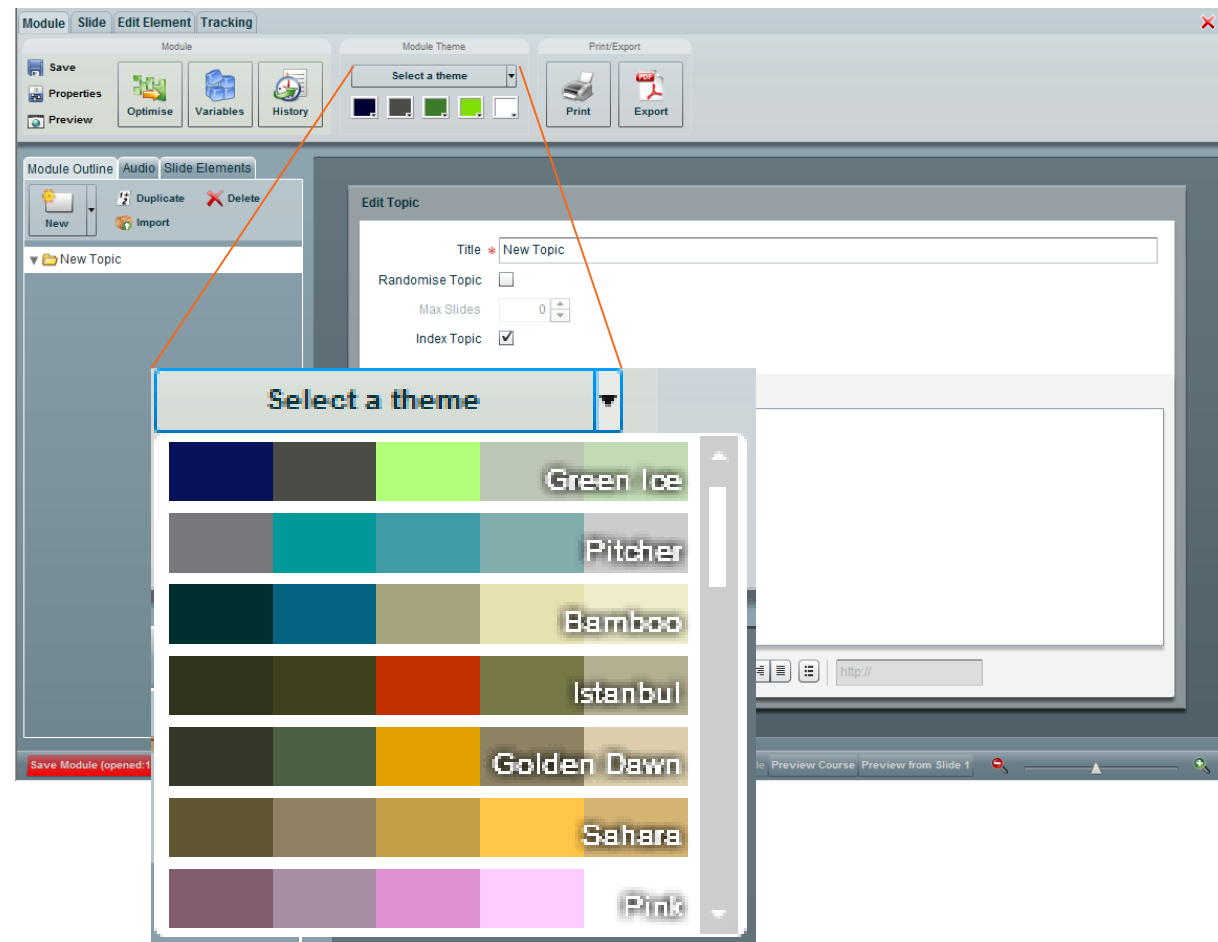 Module Slide Edit Element Tracking
Module Module Theme Print/Export
Save
Properties
Preview
Optimise Variables History
Select a theme
Print PDF Export
Module Outline Audio Slide Elements
New Duplicate Delete
Import
New Topic
Edit Topic
Title * New Topic
Randomise Topic
Max Slides 0
Index Topic
Select a theme
Green Ice
Pitcher
Bamboo
Istanbul
Golden Dawn
Sahara
Pink
http://
Save Module (opened:1 Preview Course Preview from Slide 1